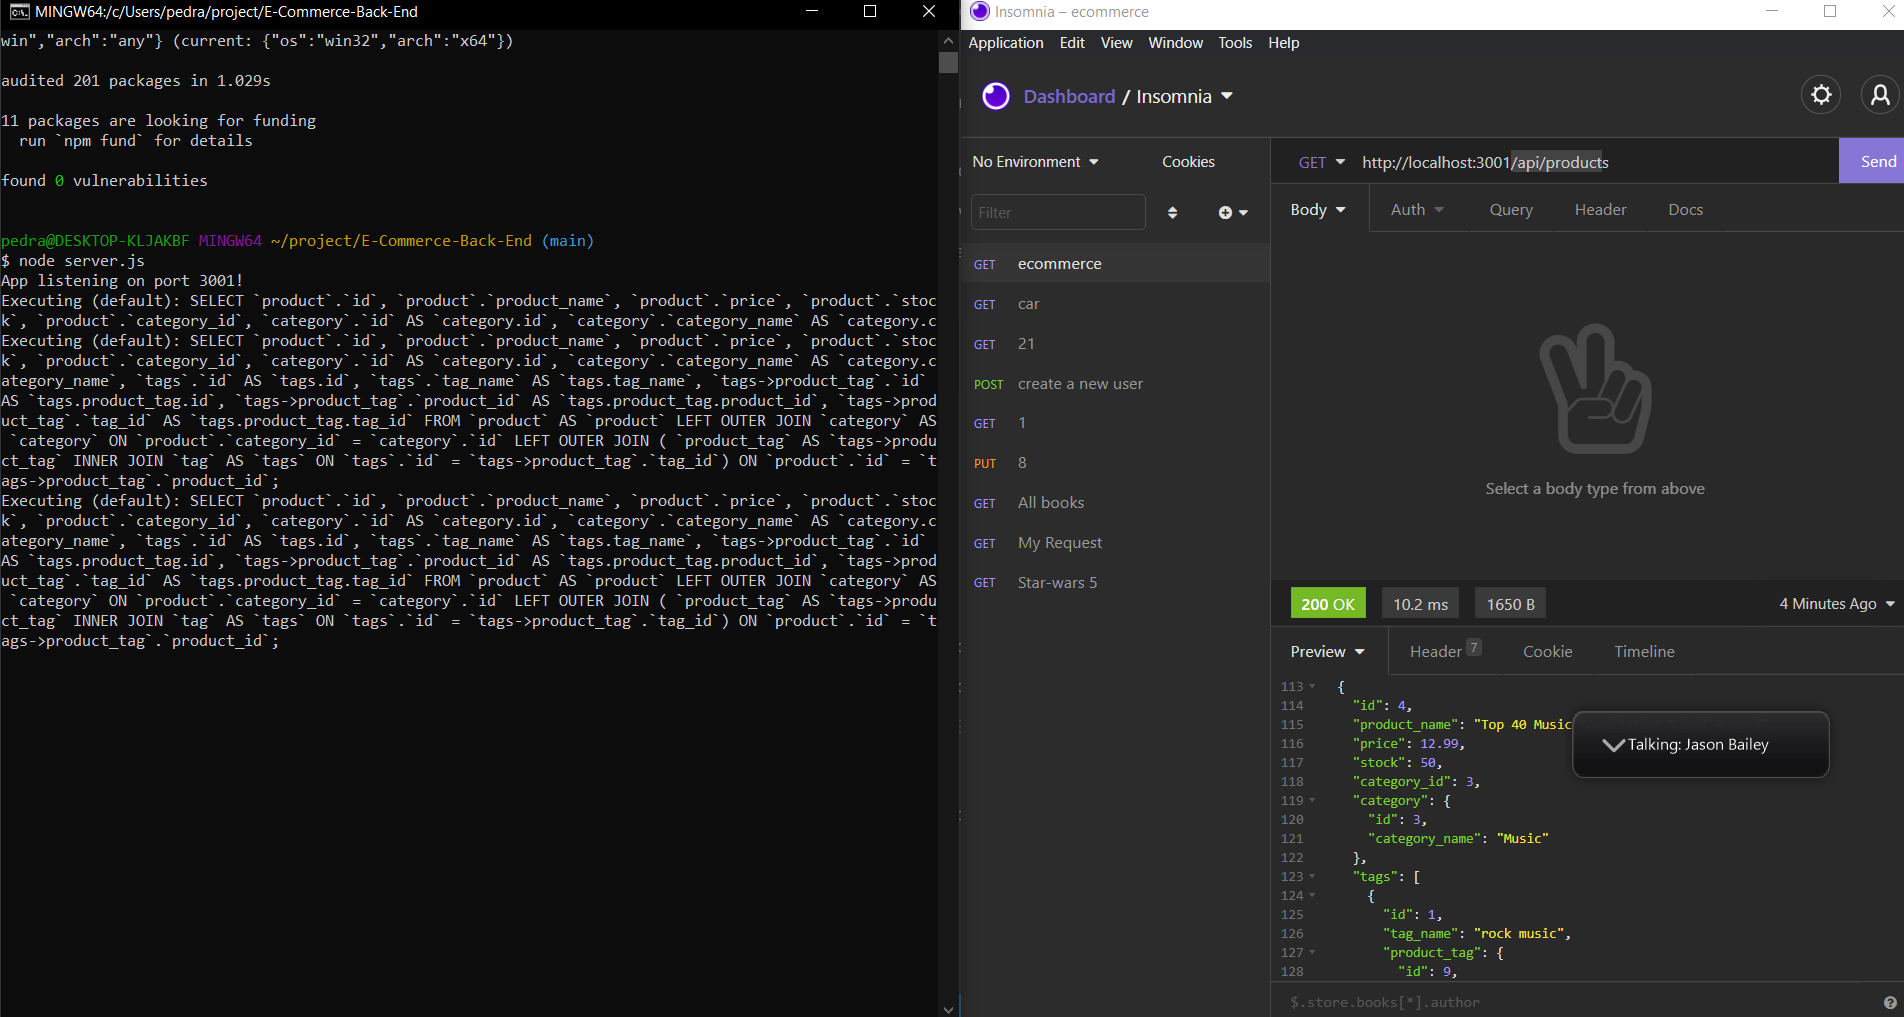 MINGW64:/c/Users/pedra/project/E-Commerce-Back-End
win","arch":"any"} (current: {"os":"win32","arch":"x64"})
audited 201 packages in 1.029s
11 packages are looking for funding
  run `npm fund` for details
found 0 vulnerabilities
pedra@DESKTOP-KLJAKBF MINGW64 ~/project/E-Commerce-Back-End (main)
$ node server.js
App listening on port 3001!
Executing (default): SELECT `product`.`id`, `product`.`product_name`, `product`.`price`, `product`.`stoc
k`, `product`.`category_id`, `category`.`id` AS `category.id`, `category`.`category_name` AS `category.c
Executing (default): SELECT `product`.`id`, `product`.`product_name`, `product`.`price`, `product`.`stoc
k`, `product`.`category_id`, `category`.`id` AS `category.id`, `category`.`category_name` AS `category.c
ategory_name`, `tags`.`id` AS `tags.id`, `tags`.`tag_name` AS `tags.tag_name`, `tags->product_tag`.`id`
AS `tags.product_tag.id`, `tags->product_tag`.`product_id` AS `tags.product_tag.product_id`, `tags->prod
uct_tag`.`tag_id` AS `tags.product_tag.tag_id` FROM `product` AS `product` LEFT OUTER JOIN `category` AS
 `category` ON `product`.`category_id` = `category`.`id` LEFT OUTER JOIN ( `product_tag` AS `tags->produ
ct_tag` INNER JOIN `tag` AS `tags` ON `tags`.`id` = `tags->product_tag`.`tag_id`) ON `product`.`id` = `t
ags->product_tag`.`product_id`;
Executing (default): SELECT `product`.`id`, `product`.`product_name`, `product`.`price`, `product`.`stoc
k`, `product`.`category_id`, `category`.`id` AS `category.id`, `category`.`category_name` AS `category.c
ategory_name`, `tags`.`id` AS `tags.id`, `tags`.`tag_name` AS `tags.tag_name`, `tags->product_tag`.`id`
AS `tags.product_tag.id`, `tags->product_tag`.`product_id` AS `tags.product_tag.product_id`, `tags->prod
uct_tag`.`tag_id` AS `tags.product_tag.tag_id` FROM `product` AS `product` LEFT OUTER JOIN `category` AS
 `category` ON `product`.`category_id` = `category`.`id` LEFT OUTER JOIN ( `product_tag` AS `tags->produ
ct_tag` INNER JOIN `tag` AS `tags` ON `tags`.`id` = `tags->product_tag`.`tag_id`) ON `product`.`id` = `t
ags->product_tag`.`product_id`;
Insomnia – ecommerce
Application Edit View Window Tools Help
Dashboard / Insomnia
No Environment Cookies
Filter
GET ecommerce
GET car
GET 21
POST create a new user
GET 1
PUT 8
GET All books
GET My Request
GET Star-wars 5
GET http://localhost:3001/api/products Send
Body Auth Query Header Docs
Select a body type from above
200 OK 10.2 ms 1650 B 4 Minutes Ago
Preview Header 7 Cookie Timeline
113 {
114 "id": 4,
115 "product_name": "Top 40 Music
116 "price": 12.99,
117 "stock": 50,
118 "category_id": 3,
119 "category": {
120 "id": 3,
121 "category_name": "Music"
122 },
123 "tags": [
124 {
125 "id": 1,
126 "tag_name": "rock music",
127 "product_tag": {
128 "id": 9,
Talking: Jason Bailey
$.store.books[*].author